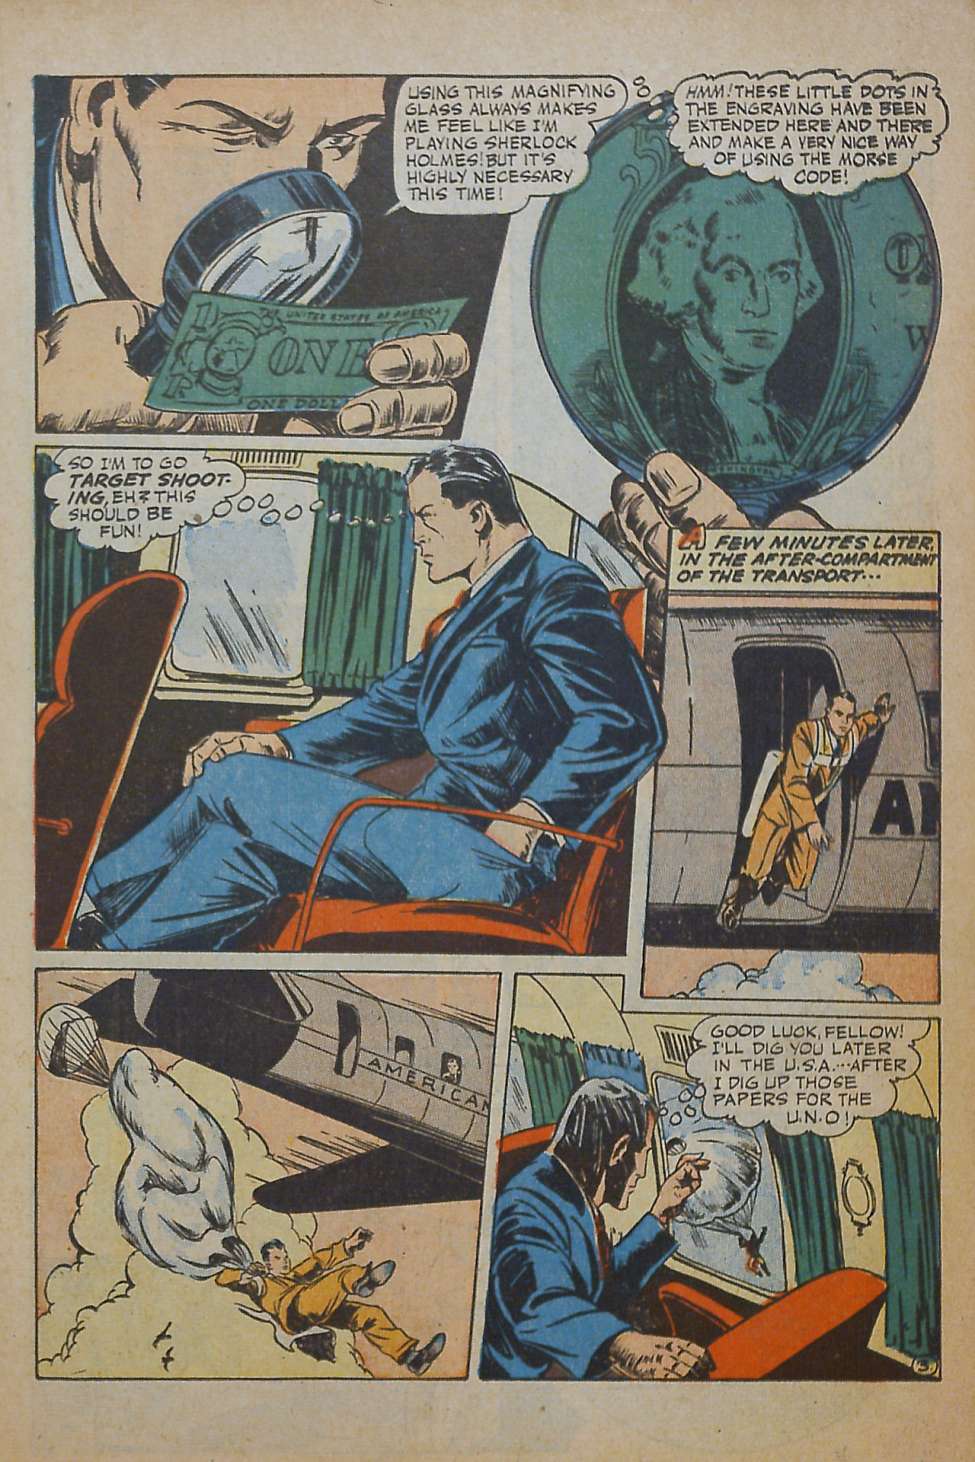 USING THIS MAGNIFYING
GLASS ALWAYS MAKES
ME FEEL LIKE I'M
PLAYING SHERLOCK
HOLMES! BUT IT'S
HIGHLY NECESSARY
THIS TIME!
HMM! THESE LITTLE DOTS IN
THE ENGRAVING HAVE BEEN
EXTENDED HERE AND THERE
AND MAKE A VERY NICE WAY
OF USING THE MORSE
CODE!
THE UNITED STATES OF AMERICA
ONE
ONE DOLL
WASHINGTON
SO I'M TO GO
TARGET SHOOT-
ING, EH? THIS
SHOULD BE
FUN!
A FEW MINUTES LATER,
IN THE AFTER-COMPARTMENT
OF THE TRANSPORT...
AM
AMERICAN
GOOD LUCK, FELLOW!
I'LL DIG YOU LATER
IN THE U.S.A.--AFTER
I DIG UP THOSE
PAPERS FOR THE
U.N.O!
3.